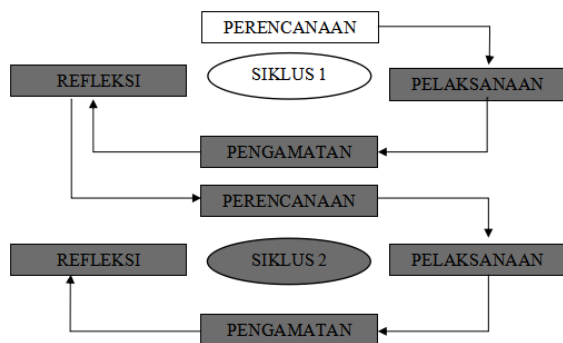 PERENCANAAN
REFLEKSI
SIKLUS 1
PELAKSANAAN
PENGAMATAN
PERENCANAAN
REFLEKSI
SIKLUS 2
PELAKSANAAN
PENGAMATAN